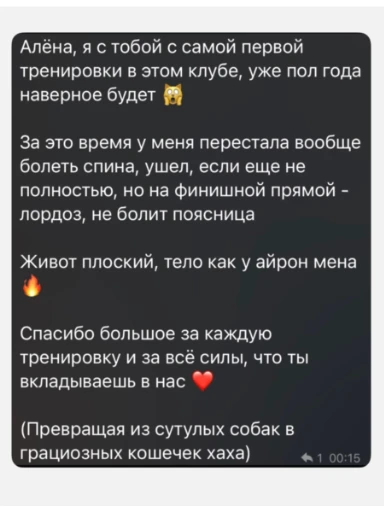 Алёна, я с тобой с самой первой
тренировки в этом клубе, уже пол года
наверное будет 🙀
За это время у меня перестала вообще
болеть спина, ушел, если еще не
полностью, но на финишной прямой -
лордоз, не болит поясница
Живот плоский, тело как у айрон мена
🔥
Спасибо большое за каждую
тренировку и за всё силы, что ты
вкладываешь в нас ❤️
(Превращая из сутулых собак в
грациозных кошечек хаха)
1 00:15